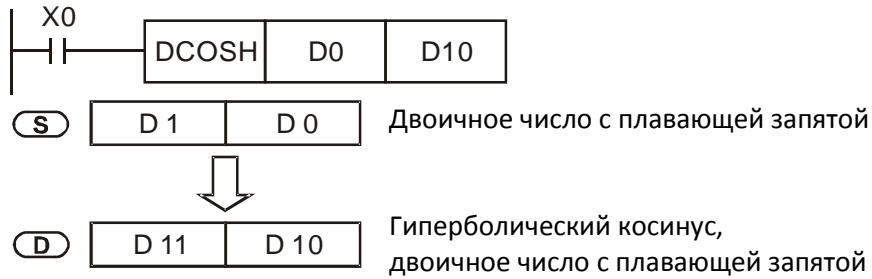 X0
DCOSH D0 D10
S D 1 D 0 Двоичное число с плавающей запятой
D D 11 D 10 Гиперболический косинус,
двоичное число с плавающей запятой